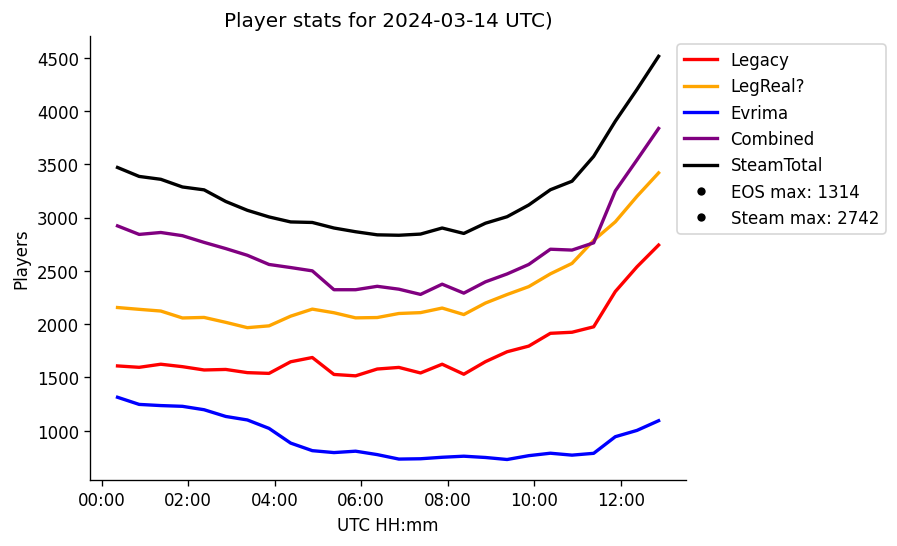 Player stats for 2024-03-14 UTC)
4500
4000
3500
3000
2500
2000
1500
1000
Players
00:00 02:00 04:00 06:00 08:00 10:00 12:00
UTC HH:mm
Legacy
LegReal?
Evrima
Combined
SteamTotal
EOS max: 1314
Steam max: 2742